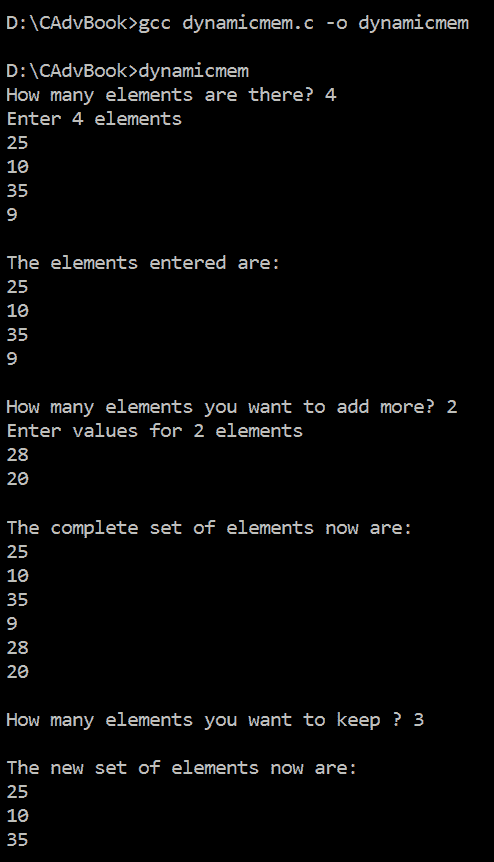 D:\CAdvBook>gcc dynamicmem.c -o dynamicmem
D:\CAdvBook>dynamicmem
How many elements are there? 4
Enter 4 elements
25
10
35
9
The elements entered are:
25
10
35
9
How many elements you want to add more? 2
Enter values for 2 elements
28
20
The complete set of elements now are:
25
10
35
9
28
20
How many elements you want to keep ? 3
The new set of elements now are:
25
10
35